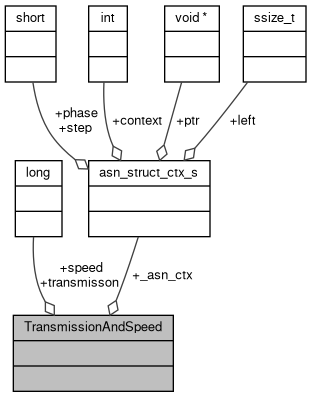 short
int
void *
ssize_t
+phase
+step
+context
+ptr
+left
long
asn_struct_ctx_s
+speed
+transmisson
+_asn_ctx
TransmissionAndSpeed